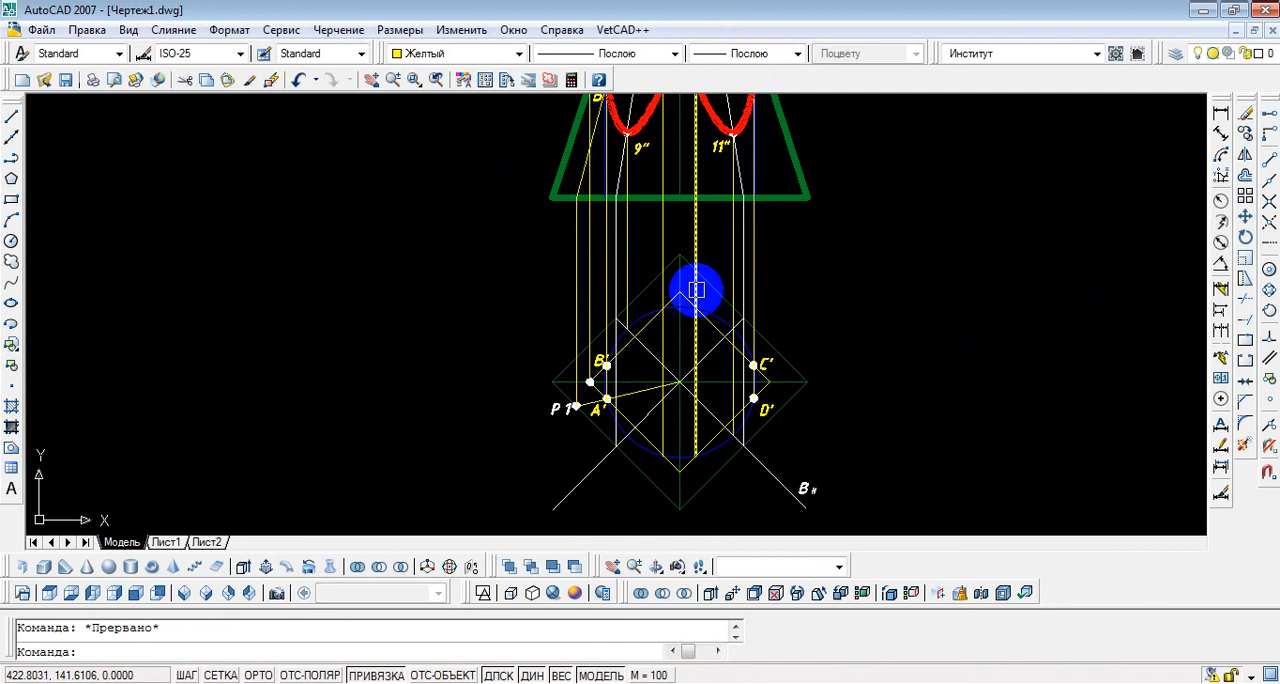 AutoCAD 2007 - [Чертеж1.dwg]
Файл Правка Вид Слияние Формат Сервис Черчение Размеры Изменить Окно Справка VetCAD++
Standard ISO-25 Standard Желтый Послою Послою Поцвету Институт 0
9" 11"
B' C'
P 1' A' D'
В н
Y
X
Модель Лист1 Лист2
Команда: *Прервано*
Команда:
422.8031, 141.6106, 0.0000 ШАГ СЕТКА ОРТО ОТС-ПОЛЯР ПРИВЯЗКА ОТС-ОБЪЕКТ ДПСК ДИН ВЕС МОДЕЛЬ М = 100